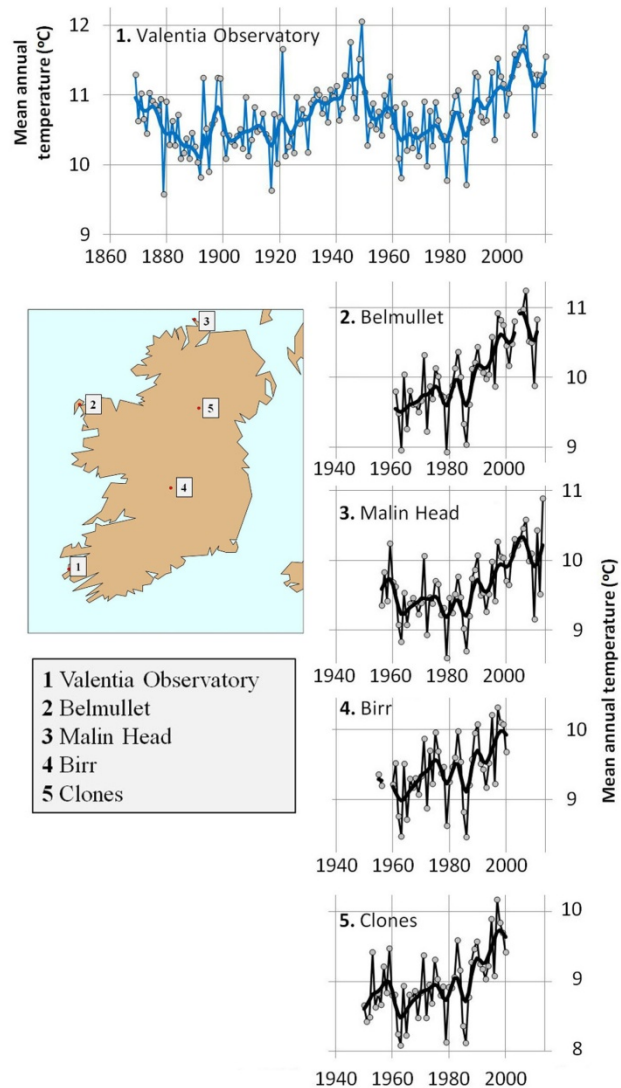 Mean annual
temperature (ºC)
1. Valentia Observatory
12
11
10
9
1860 1880 1900 1920 1940 1960 1980 2000
3
2
5
4
1
1 Valentia Observatory
2 Belmullet
3 Malin Head
4 Birr
5 Clones
2. Belmullet
11
10
9
1940 1960 1980 2000
3. Malin Head
11
10
9
1940 1960 1980 2000
4. Birr
10
9
1940 1960 1980 2000
5. Clones
10
9
8
1940 1960 1980 2000
Mean annual temperature (ºC)